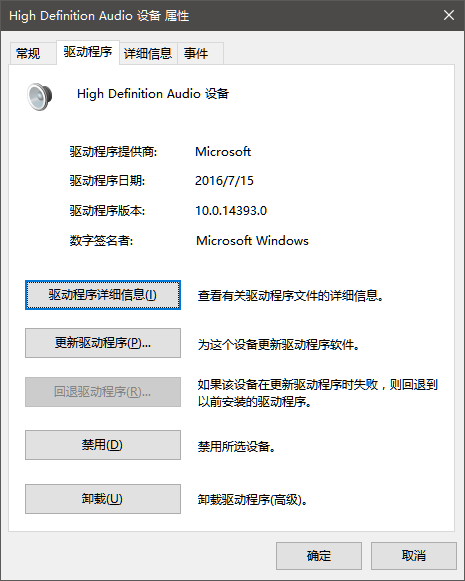 High Definition Audio 设备 属性
常规 驱动程序 详细信息 事件
High Definition Audio 设备
驱动程序提供商: Microsoft
驱动程序日期: 2016/7/15
驱动程序版本: 10.0.14393.0
数字签名者: Microsoft Windows
驱动程序详细信息(I) 查看有关驱动程序文件的详细信息。
更新驱动程序(P)... 为这个设备更新驱动程序软件。
回退驱动程序(R)... 如果该设备在更新驱动程序时失败，则回退到
以前安装的驱动程序。
禁用(D) 禁用所选设备。
卸载(U) 卸载驱动程序(高级)。
确定 取消